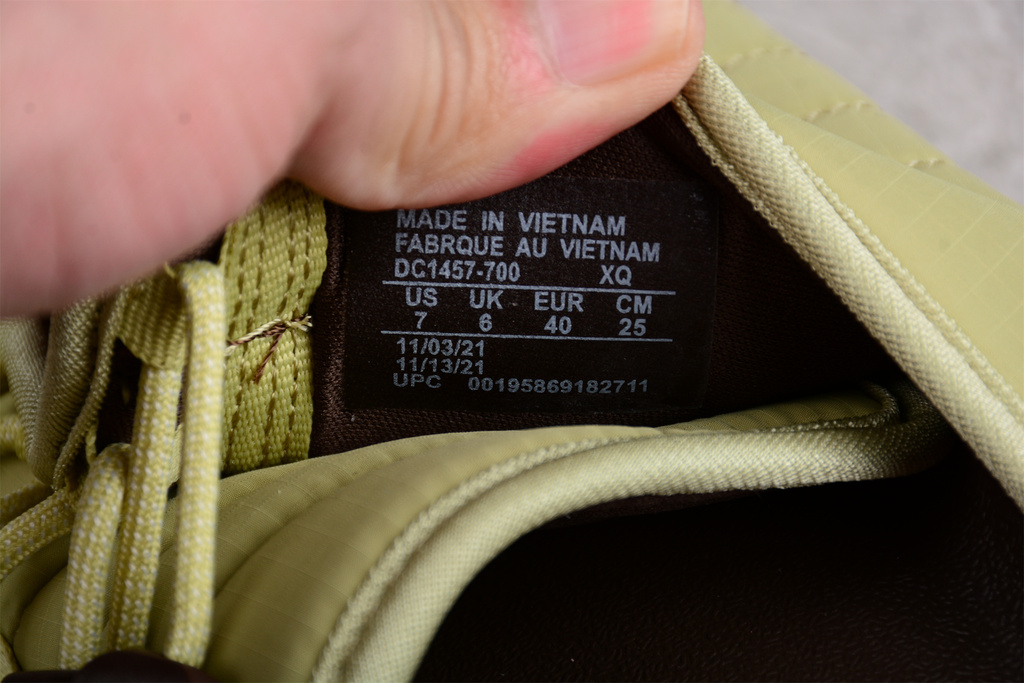 MADE IN VIETNAM
FABRQUE AU VIETNAM
DC1457-700 XQ
US UK EUR CM
7 6 40 25
11/03/21
11/13/21
UPC 00195869182711